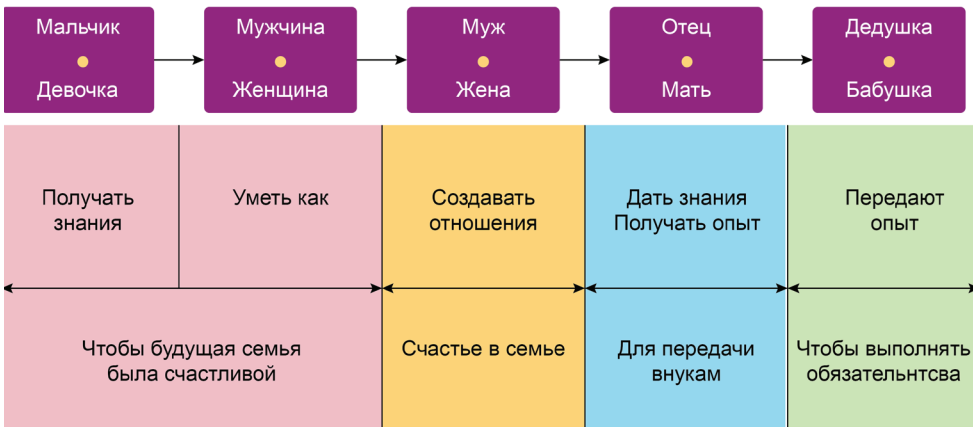 Мальчик
Девочка
Мужчина
Женщина
Муж
Жена
Отец
Мать
Дедушка
Бабушка
Получать
знания
Уметь как
Создавать
отношения
Дать знания
Получать опыт
Передают
опыт
Чтобы будущая семья
была счастливой
Счастье в семье
Для передачи
внукам
Чтобы выполнять
обязательнтсва